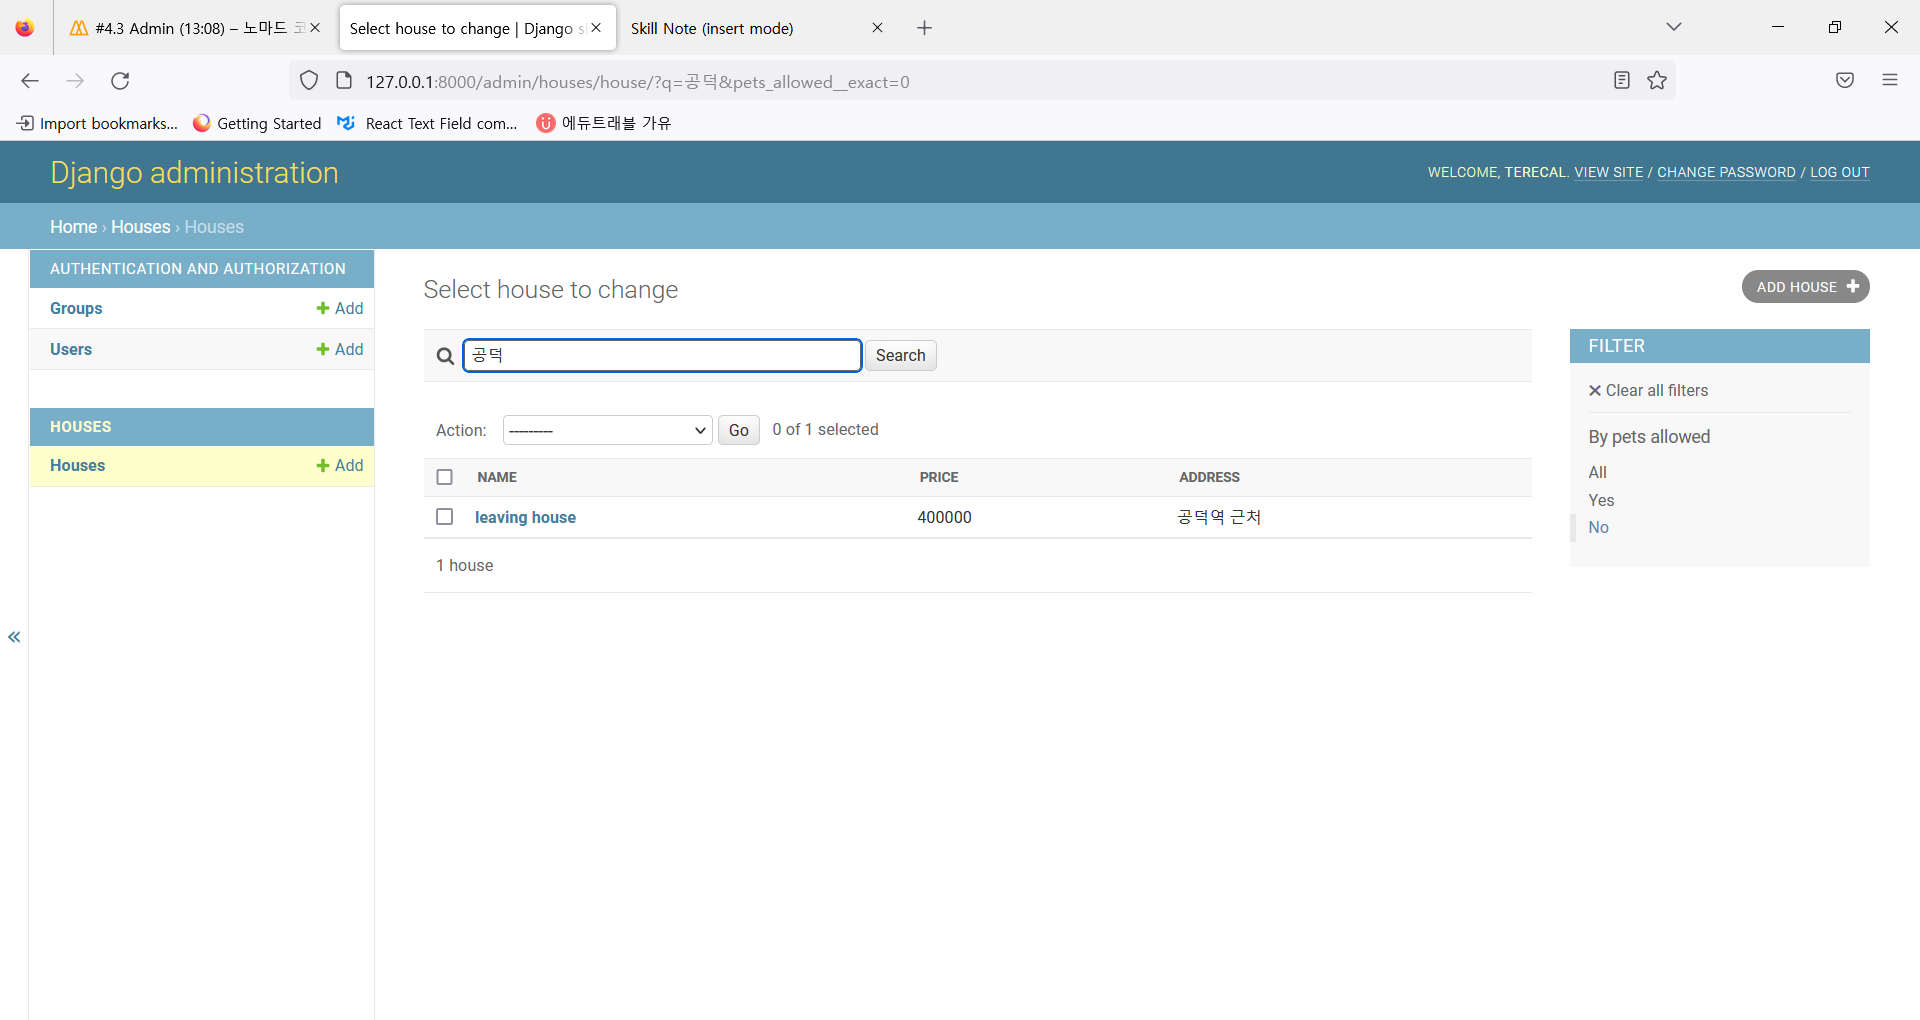 #4.3 Admin (13:08) – 노마드 코
Select house to change | Django si
Skill Note (insert mode)
127.0.0.1:8000/admin/houses/house/?q=공덕&pets_allowed__exact=0
Import bookmarks... Getting Started React Text Field com... 에듀트래블 가유
Django administration
WELCOME, TERECAL. VIEW SITE / CHANGE PASSWORD / LOG OUT
Home › Houses › Houses
AUTHENTICATION AND AUTHORIZATION
Groups Add
Users Add
HOUSES
Houses Add
«
Select house to change
ADD HOUSE +
공덕 Search
Action: --------- Go 0 of 1 selected
NAME PRICE ADDRESS
leaving house 400000 공덕역 근처
1 house
FILTER
Clear all filters
By pets allowed
All
Yes
No